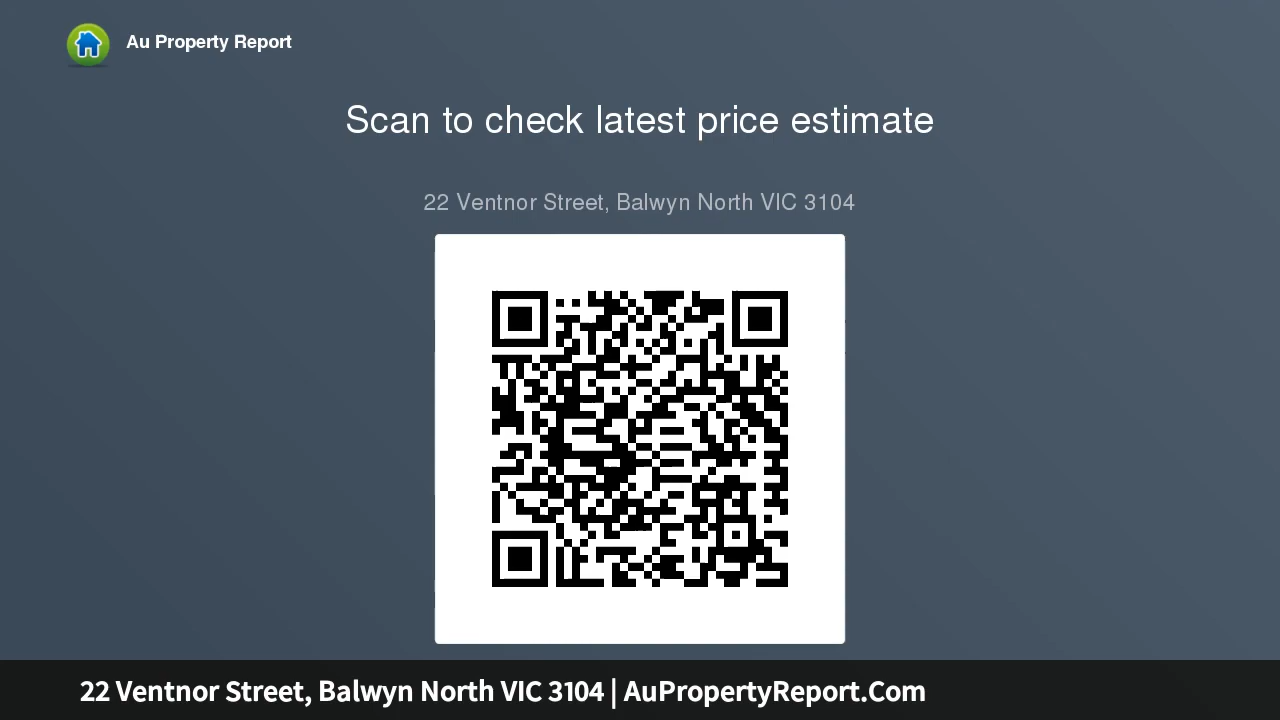 Au Property Report
Scan to check latest price estimate
22 Ventnor Street, Balwyn North VIC 3104
22 Ventnor Street, Balwyn North VIC 3104 | AuPropertyReport.Com